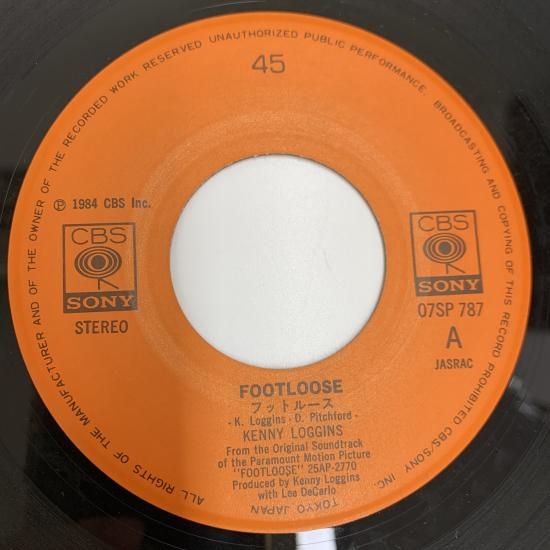 ALL RIGHTS OF THE MANUFACTURER AND OF THE OWNER OF THE RECORDED WORK RESERVED UNAUTHORIZED PUBLIC PERFORMANCE. BROADCASTING AND COPYING OF THIS RECORD PROHIBITED CBS/SONY INC. TOKYO JAPAN
45
℗ 1984 CBS Inc.
CBS
SONY
STEREO
CBS
SONY
07SP 787
A
JASRAC
FOOTLOOSE
フットルース
- K. Loggins - D. Pitchford -
KENNY LOGGINS
From the Original Soundtrack
of the Paramount Motion Picture
"FOOTLOOSE" 25AP-2770
Produced by Kenny Loggins
with Lee DeCarlo